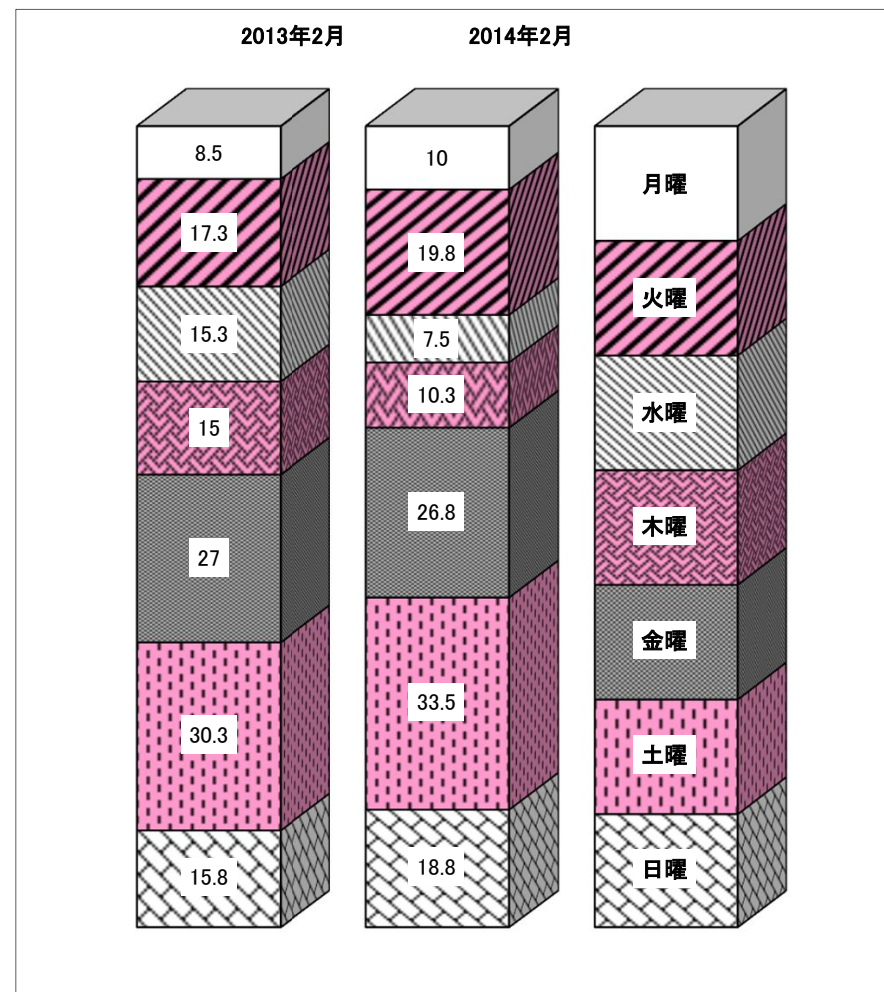 2013年2月 2014年2月
8.5 10 月曜
17.3 19.8 火曜
15.3 7.5 水曜
15 10.3 木曜
27 26.8 金曜
30.3 33.5 土曜
15.8 18.8 日曜